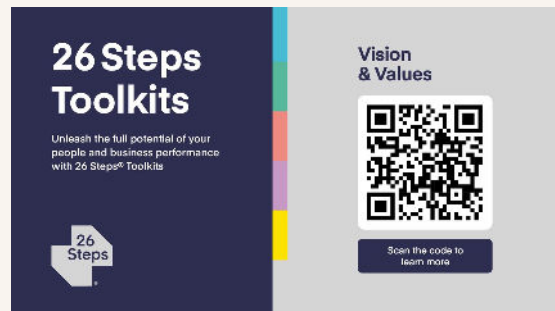 26 Steps
Toolkits
Unleash the full potential of your
people and business performance
with 26 Steps® Toolkits
26
Steps
Vision
& Values
Scan the code to
learn more